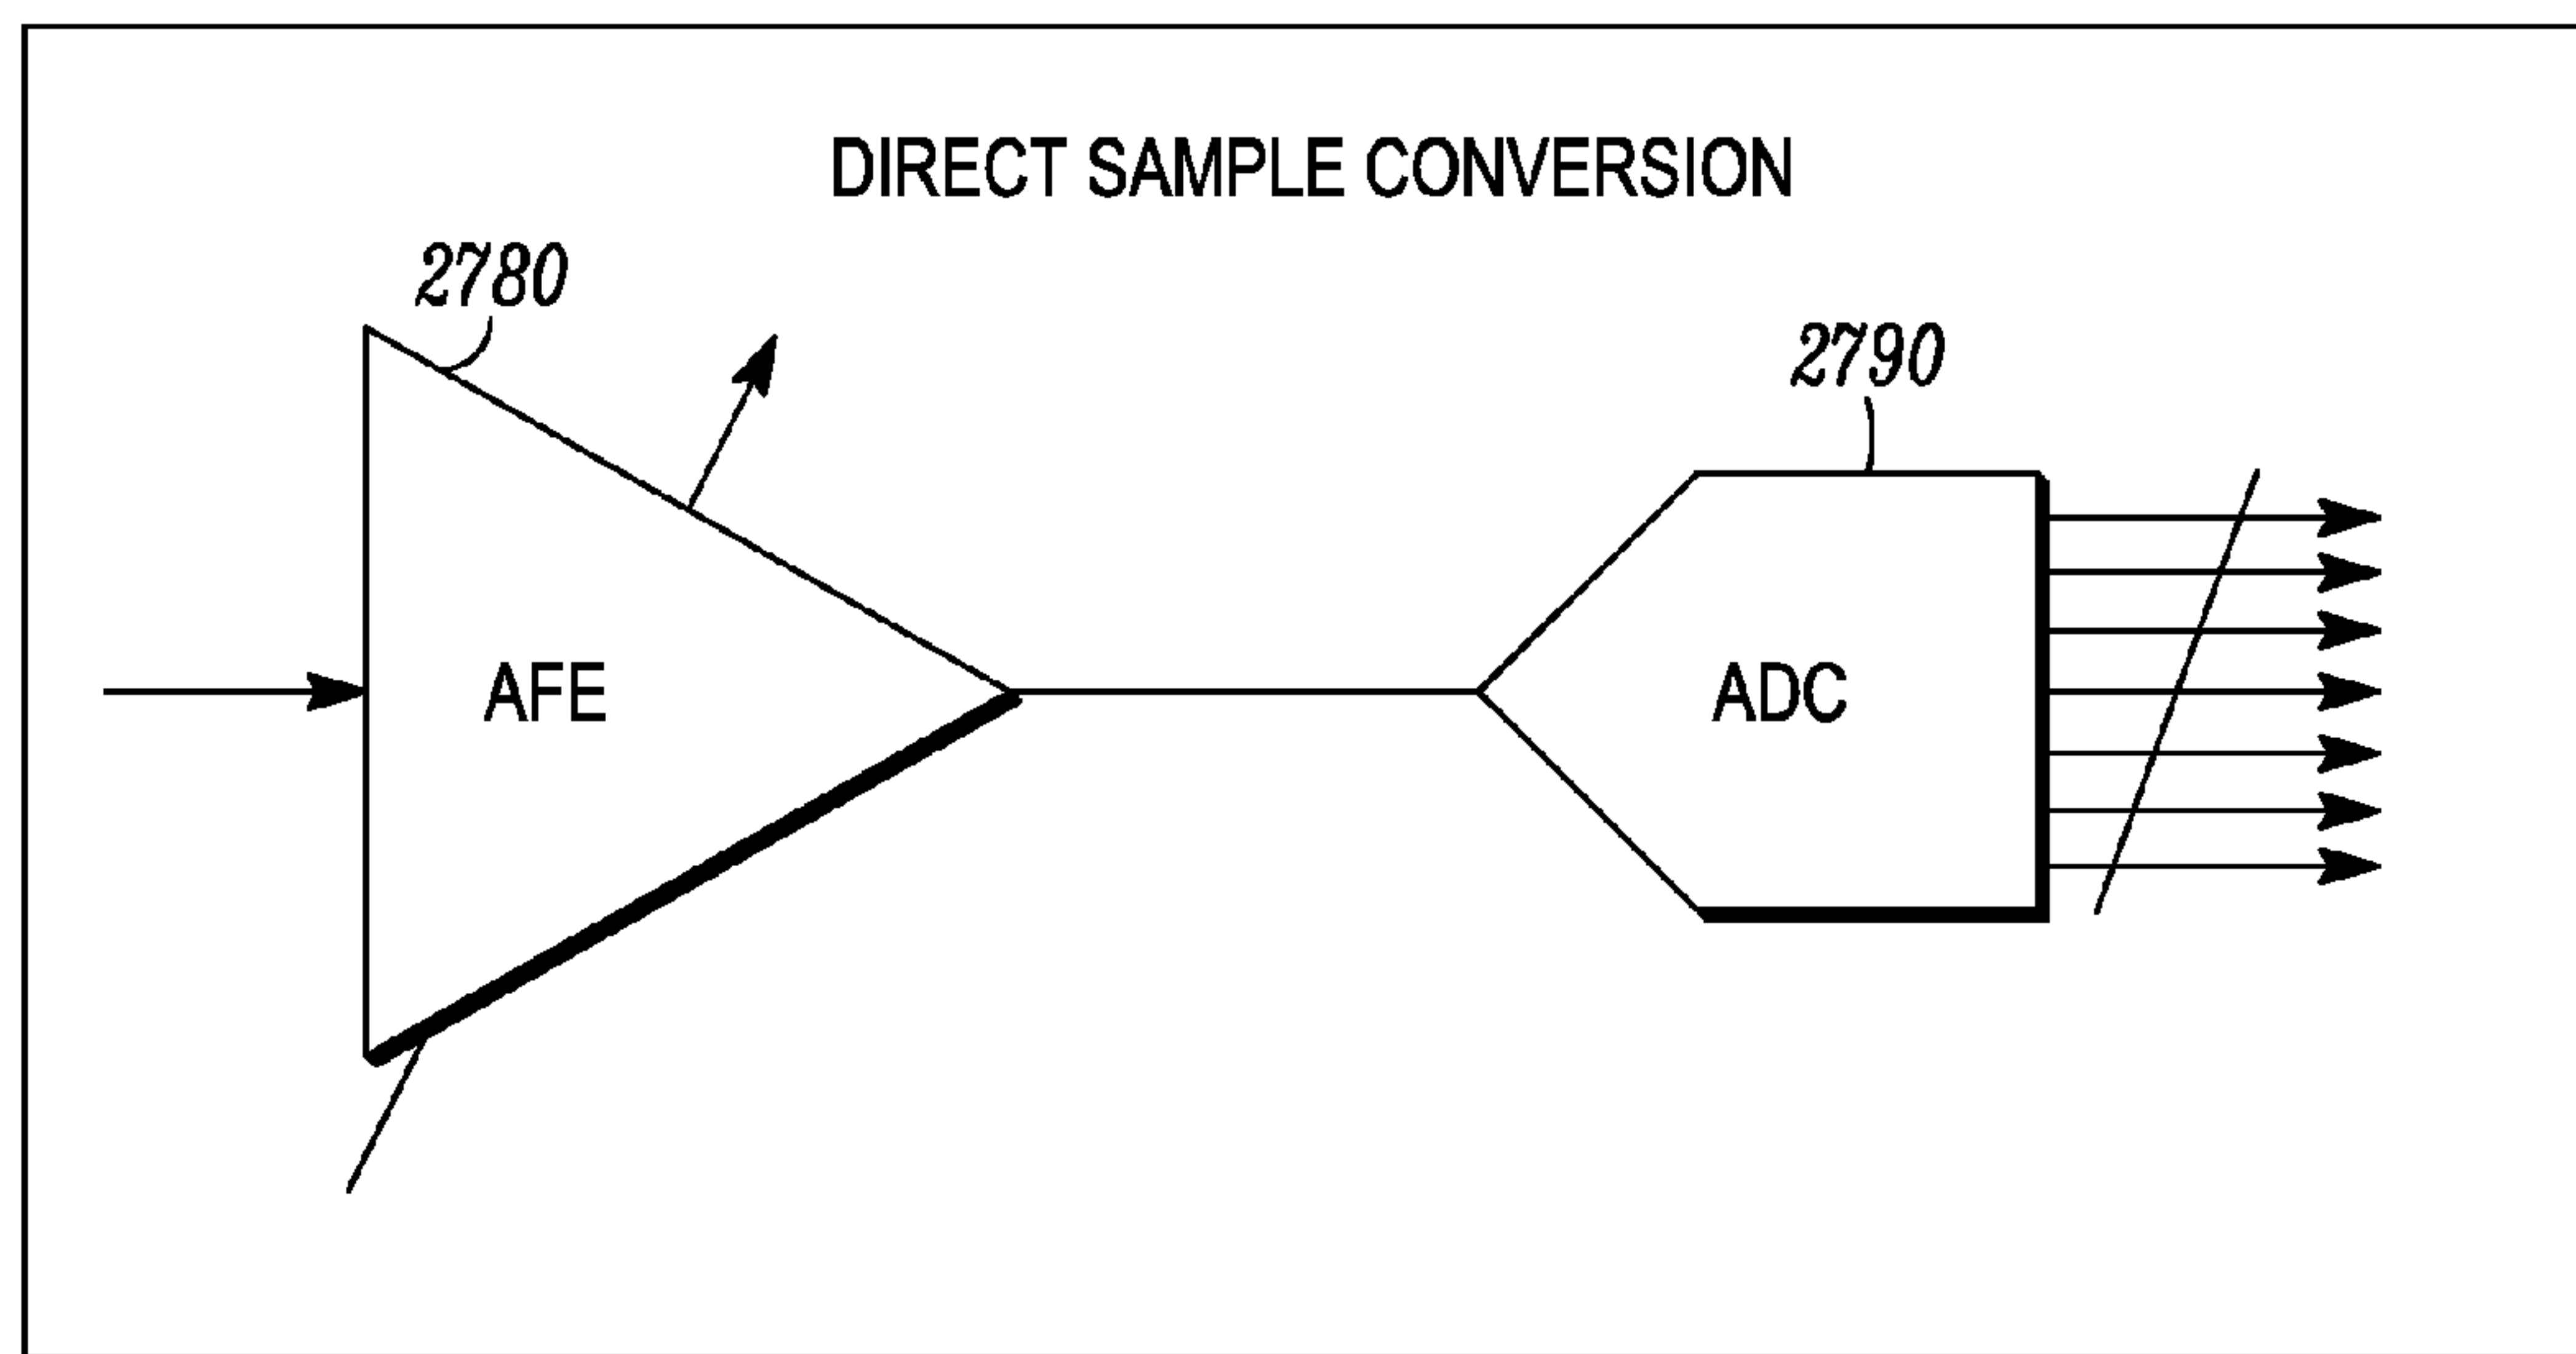 DIRECT SAMPLE CONVERSION
2780
2790
AFE
ADC